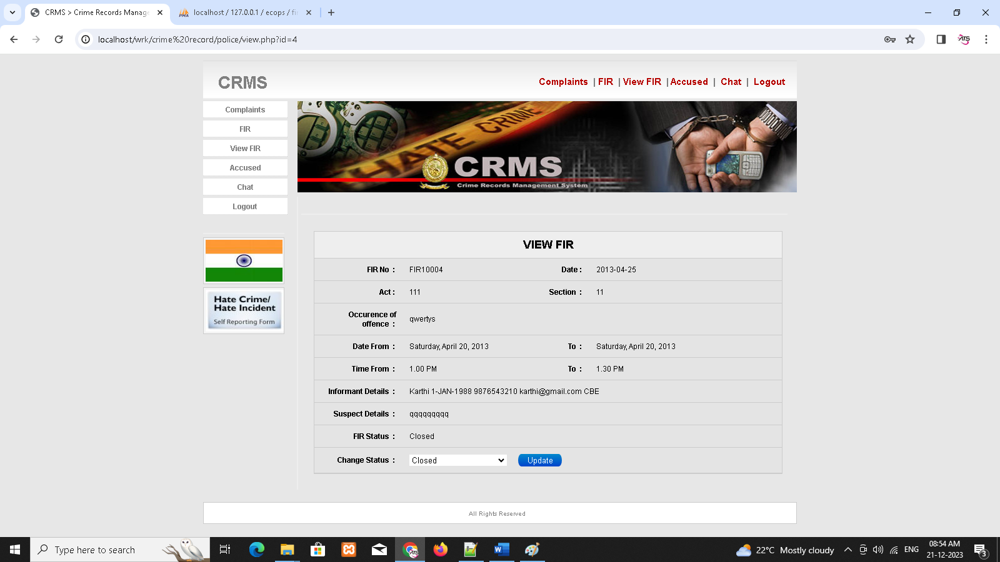 CRMS > Crime Records Manage
localhost / 127.0.0.1 / ecops / fir
localhost/wrk/crime%20record/police/view.php?id=4
CRMS
Complaints | FIR | View FIR | Accused | Chat | Logout
Complaints
FIR
View FIR
Accused
Chat
Logout
HATE CRIME
CRMS
Crime Records Management System
Hate Crime/
Hate Incident
Self Reporting Form
VIEW FIR
FIR No : FIR10004 Date : 2013-04-25
Act : 111 Section : 11
Occurence of
offence : qwertys
Date From : Saturday, April 20, 2013 To : Saturday, April 20, 2013
Time From : 1.00 PM To : 1.30 PM
Informant Details : Karthi 1-JAN-1988 9876543210 karthi@gmail.com CBE
Suspect Details : qqqqqqqqq
FIR Status : Closed
Change Status : Closed Update
All Rights Reserved
Type here to search
22°C Mostly cloudy
ENG
08:54 AM
21-12-2023
3